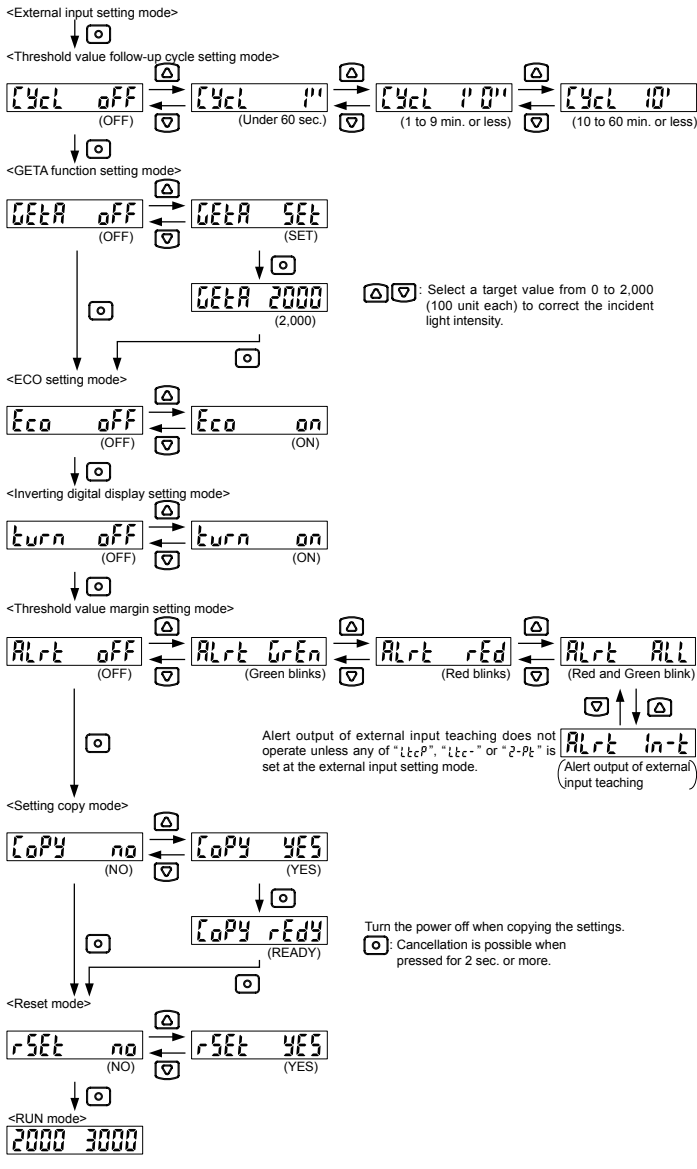 <External input setting mode>
<Threshold value follow-up cycle setting mode>
CYcL oFF
(OFF)
CYcL 1"
(Under 60 sec.)
CYcL 1' 0"
(1 to 9 min. or less)
CYcL 10'
(10 to 60 min. or less)
<GETA function setting mode>
GEtA oFF
(OFF)
GEtA SEt
(SET)
GEtA 2000
(2,000)
: Select a target value from 0 to 2,000
(100 unit each) to correct the incident
light intensity.
<ECO setting mode>
Eco oFF
(OFF)
Eco on
(ON)
<Inverting digital display setting mode>
turn oFF
(OFF)
turn on
(ON)
<Threshold value margin setting mode>
ALrt oFF
(OFF)
ALrt GrEn
(Green blinks)
ALrt rEd
(Red blinks)
ALrt ALL
(Red and Green blink)
Alert output of external input teaching does not
operate unless any of "LtcP", "Ltc-" or "2-Pt" is
set at the external input setting mode.
ALrt In-t
(Alert output of external
input teaching)
<Setting copy mode>
CoPY no
(NO)
CoPY YES
(YES)
CoPY rEdY
(READY)
Turn the power off when copying the settings.
: Cancellation is possible when
pressed for 2 sec. or more.
<Reset mode>
rSEt no
(NO)
rSEt YES
(YES)
<RUN mode>
2000 3000